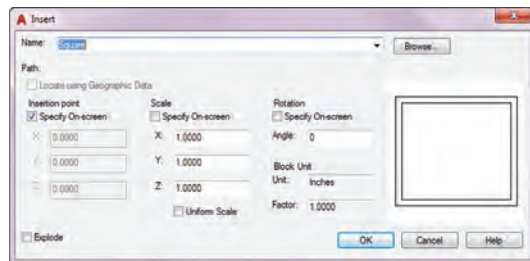 Insert
Name: Square Browse...
Path:
Locate using Geographic Data
Insertion point Scale Rotation
Specify On-screen Specify On-screen Specify On-screen
X: 0.0000 X: 1.0000 Angle: 0
Y: 0.0000 Y: 1.0000 Block Unit
Z: 0.0000 Z: 1.0000 Unit: Inches
Uniform Scale Factor: 1.0000
Explode OK Cancel Help